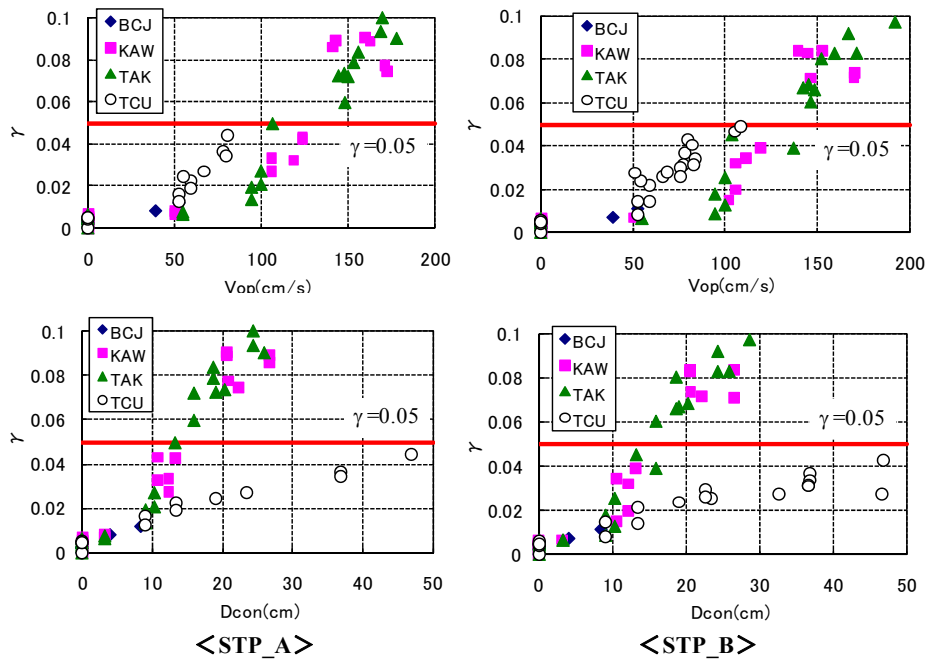 0.1
0.08
0.06
0.04
0.02
0
γ
BCJ
KAW
TAK
TCU
γ=0.05
0 50 100 150 200
Vop(cm/s)
0.1
0.08
0.06
0.04
0.02
0
γ
BCJ
KAW
TAK
TCU
γ=0.05
0 50 100 150 200
Vop(cm/s)
0.1
0.08
0.06
0.04
0.02
0
γ
BCJ
KAW
TAK
TCU
γ=0.05
0 10 20 30 40 50
Dcon(cm)
0.1
0.08
0.06
0.04
0.02
0
γ
BCJ
KAW
TAK
TCU
γ=0.05
0 10 20 30 40 50
Dcon(cm)
<STP_A>
<STP_B>